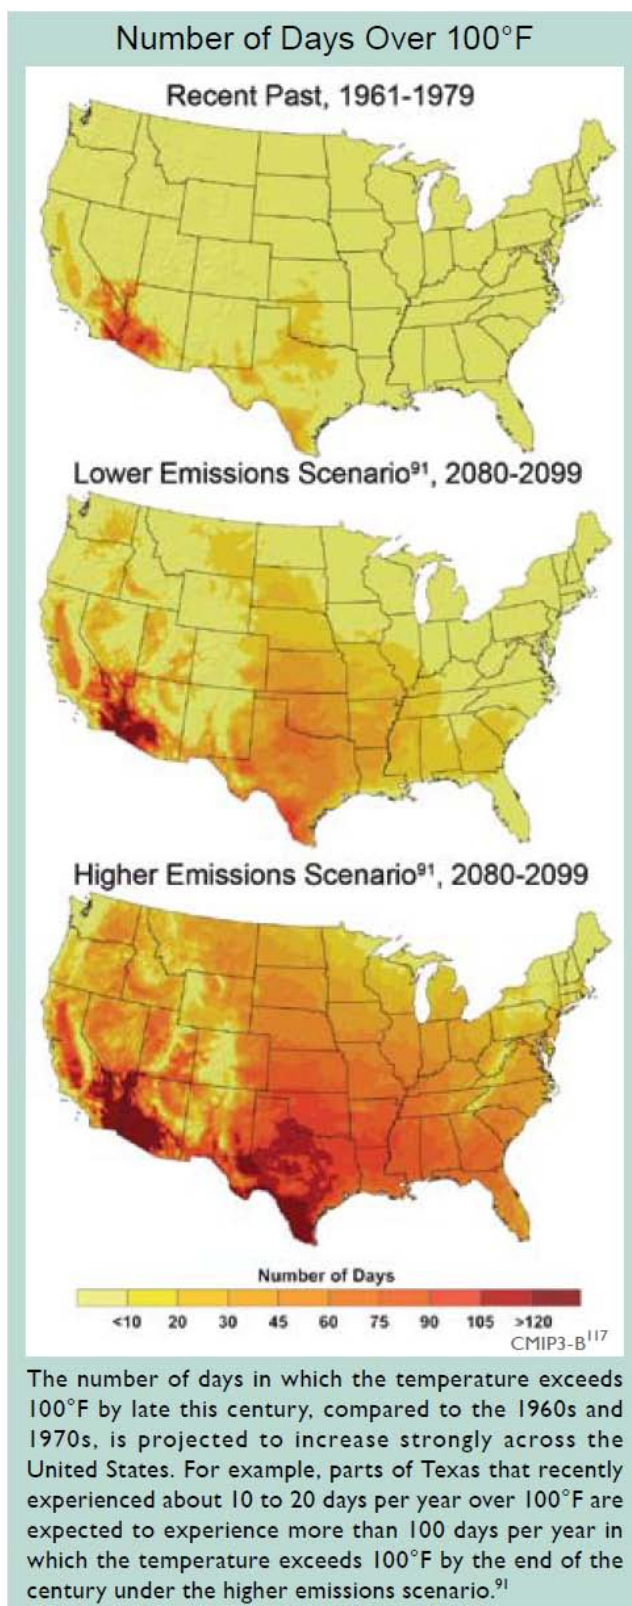 Number of Days Over 100°F
Recent Past, 1961-1979
Lower Emissions Scenario⁹¹, 2080-2099
Higher Emissions Scenario⁹¹, 2080-2099
Number of Days
<10 20 30 45 60 75 90 105 >120
CMIP3-B¹¹⁷
The number of days in which the temperature exceeds
100°F by late this century, compared to the 1960s and
1970s, is projected to increase strongly across the
United States. For example, parts of Texas that recently
experienced about 10 to 20 days per year over 100°F are
expected to experience more than 100 days per year in
which the temperature exceeds 100°F by the end of the
century under the higher emissions scenario.⁹¹